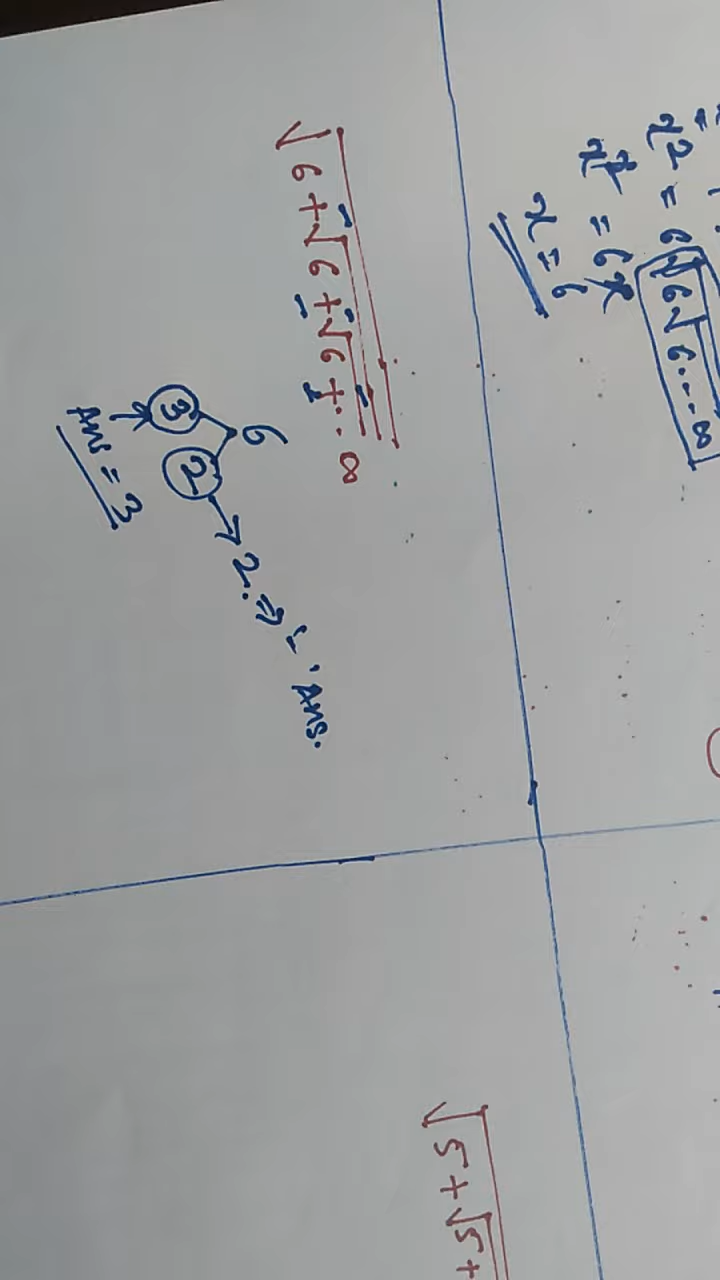 x² = 6√6√6...∞
x² = 6x
x = 6
√6+√6+√6+...∞
6
3 2 → 2. ⇒ '-' Ans.
Ans = 3
√5+√5+